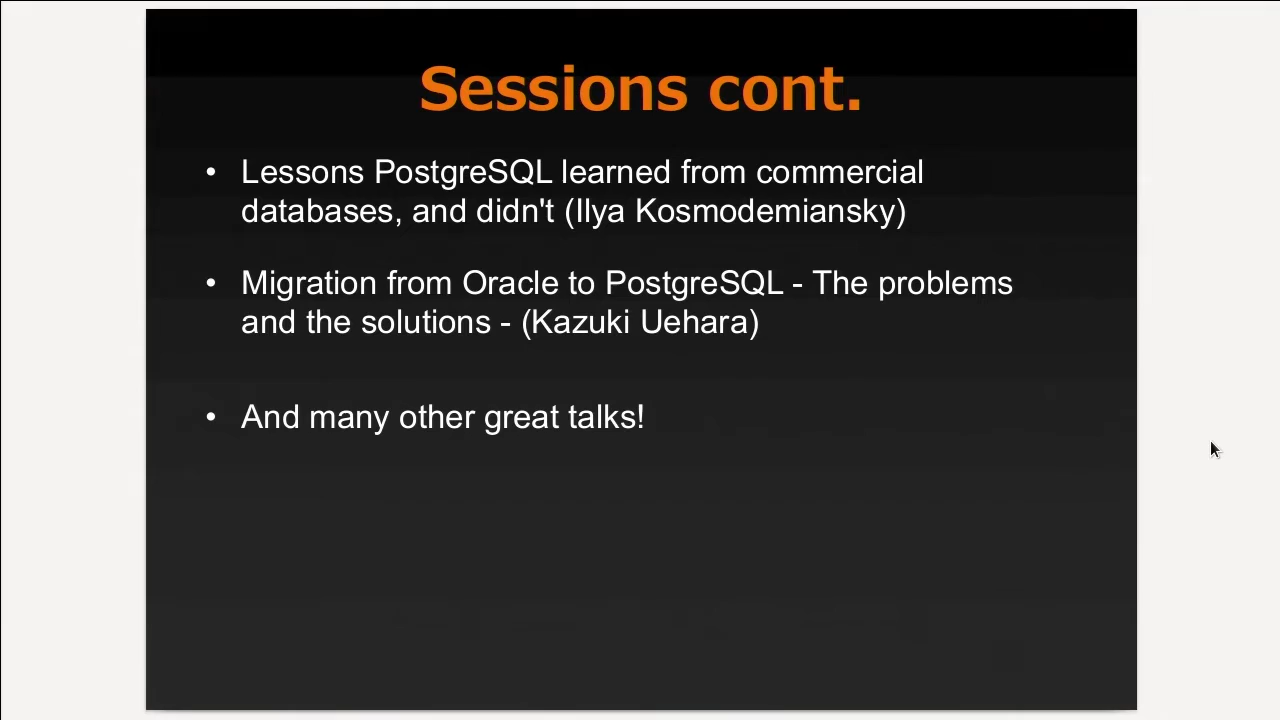 Sessions cont.
• Lessons PostgreSQL learned from commercial
databases, and didn't (Ilya Kosmodemiansky)
• Migration from Oracle to PostgreSQL - The problems
and the solutions - (Kazuki Uehara)
• And many other great talks!